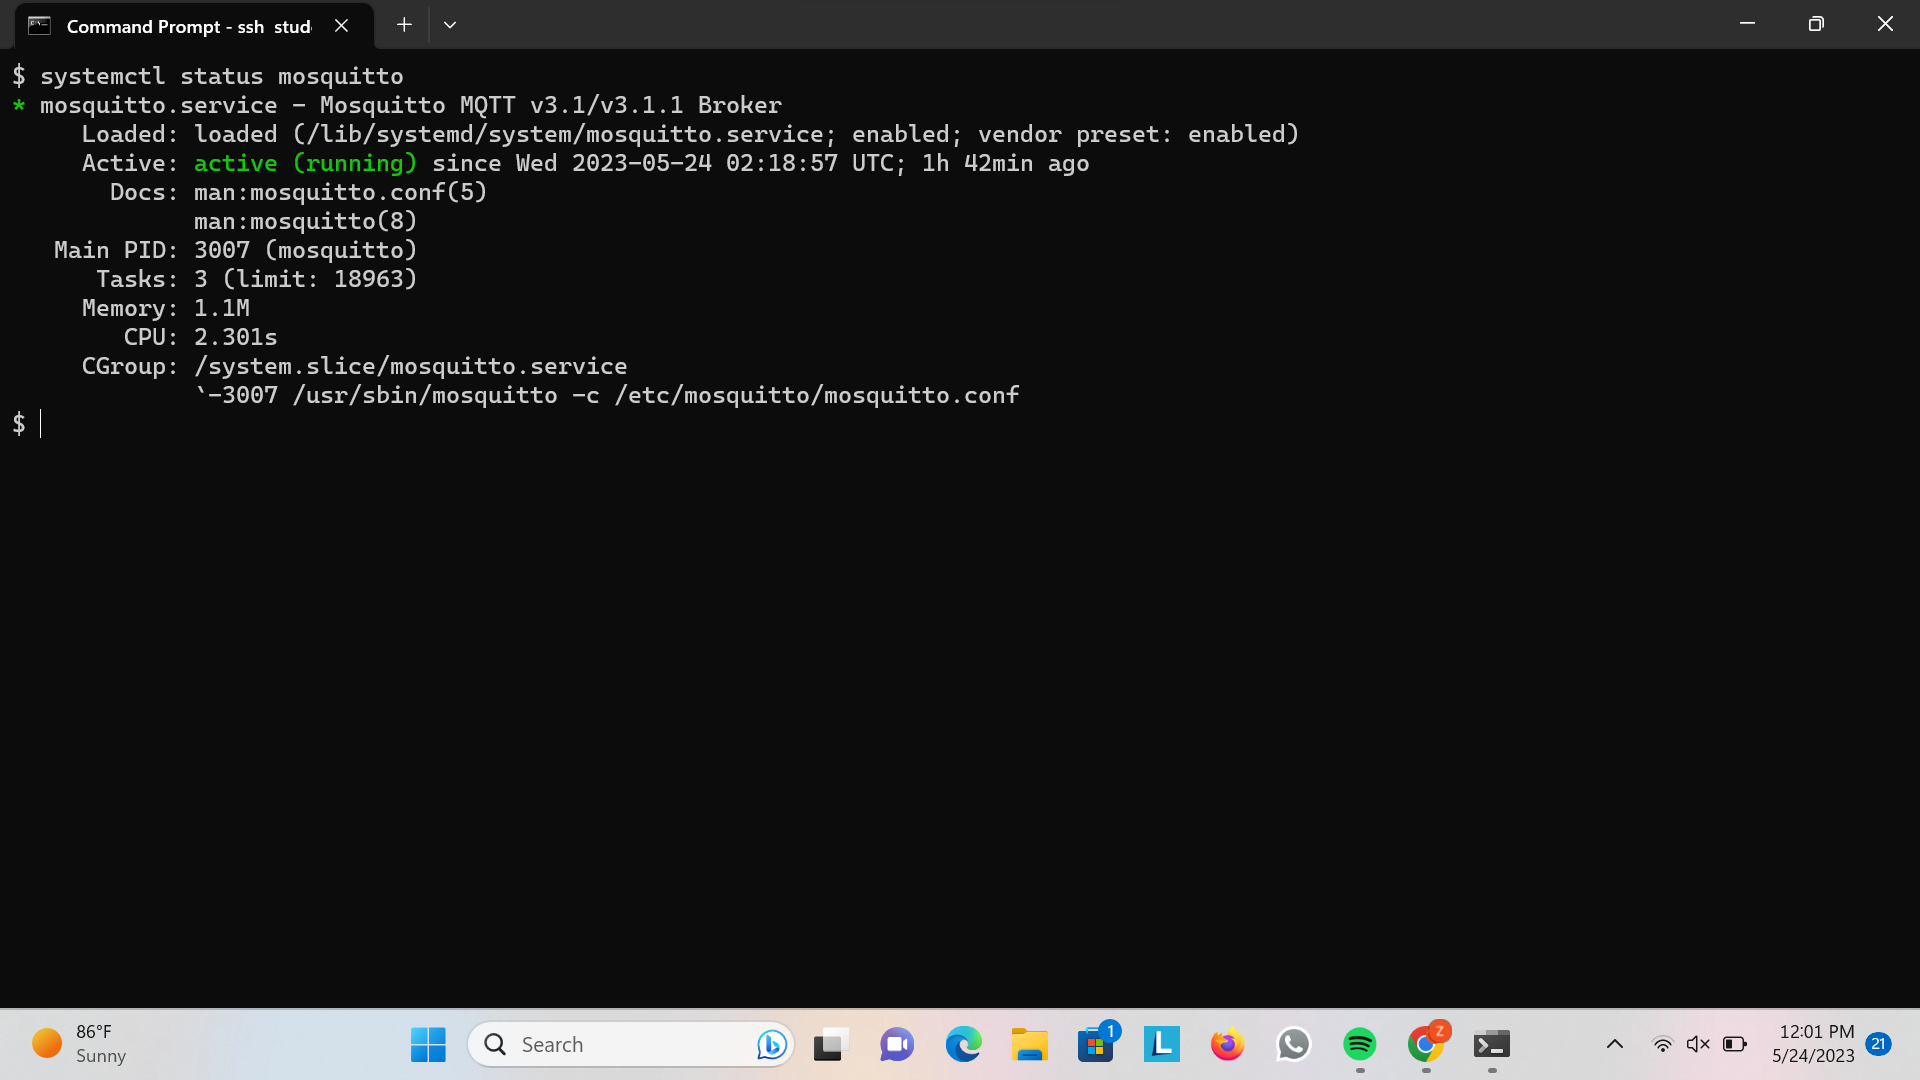 Command Prompt - ssh stud
$ systemctl status mosquitto
* mosquitto.service - Mosquitto MQTT v3.1/v3.1.1 Broker
Loaded: loaded (/lib/systemd/system/mosquitto.service; enabled; vendor preset: enabled)
Active: active (running) since Wed 2023-05-24 02:18:57 UTC; 1h 42min ago
Docs: man:mosquitto.conf(5)
man:mosquitto(8)
Main PID: 3007 (mosquitto)
Tasks: 3 (limit: 18963)
Memory: 1.1M
CPU: 2.301s
CGroup: /system.slice/mosquitto.service
`-3007 /usr/sbin/mosquitto -c /etc/mosquitto/mosquitto.conf
$
86°F
Sunny
Search
1
L
Z
12:01 PM
5/24/2023
21